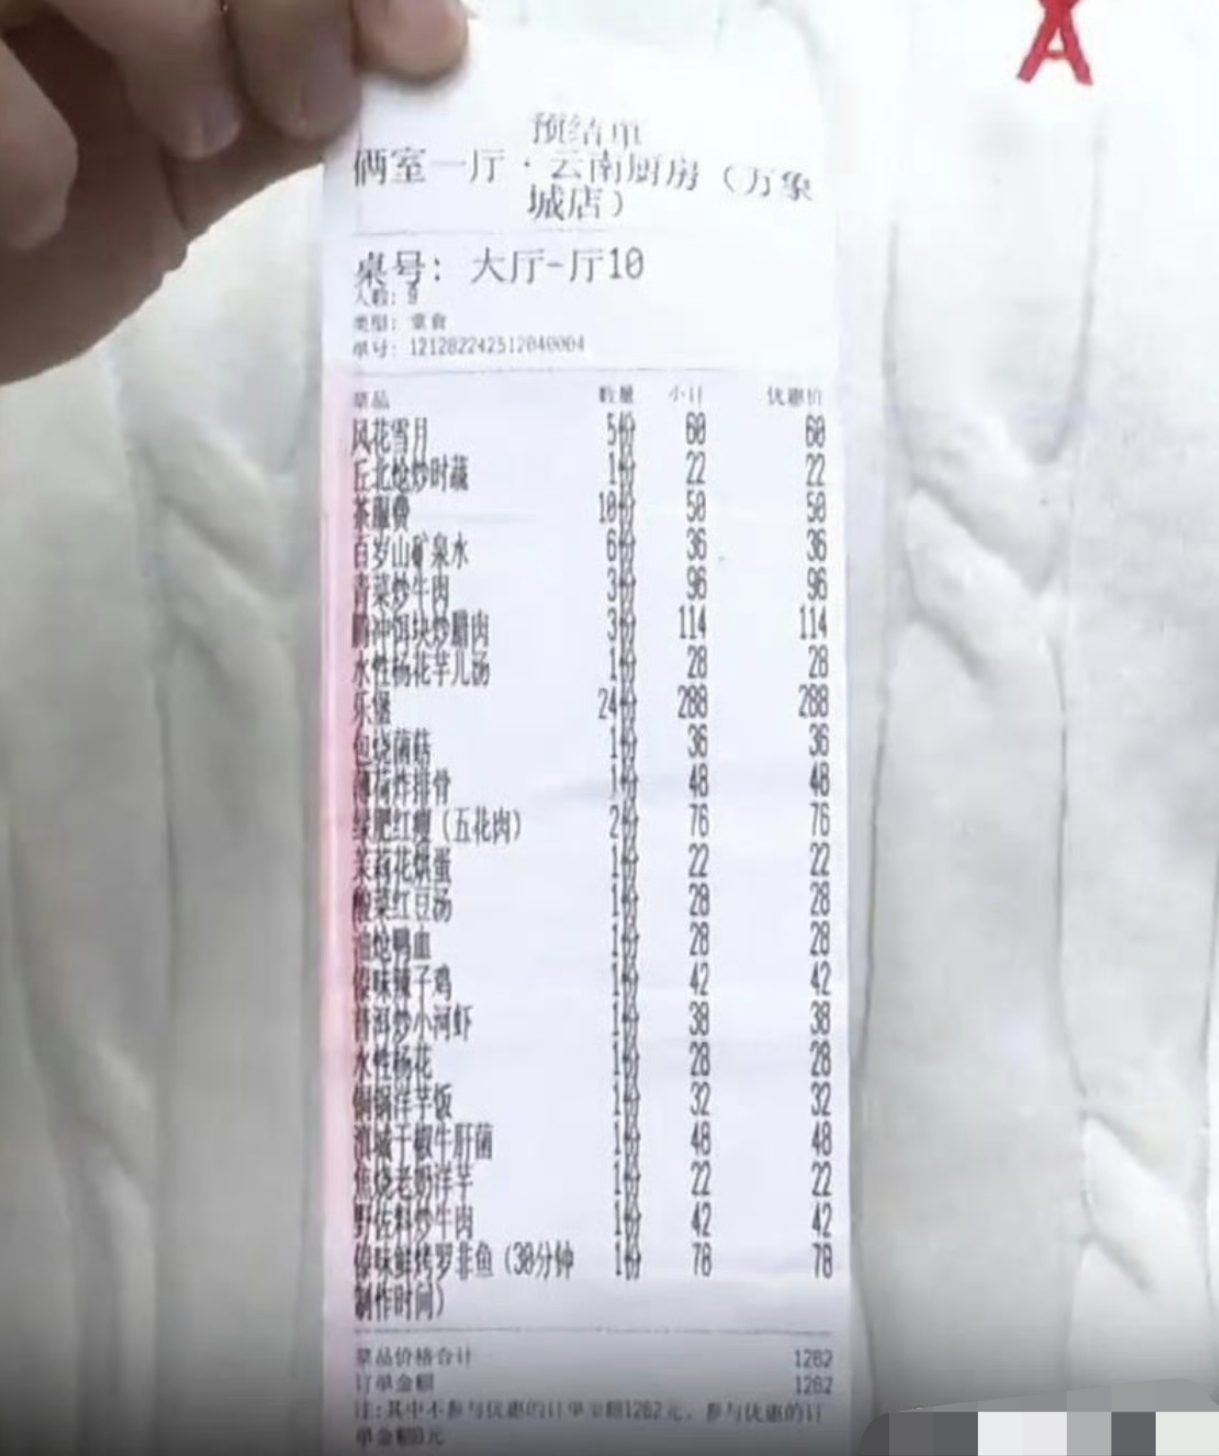 预结单
俩室一厅·云南厨房（万象
城店）
桌号: 大厅-厅10
人数: 9
类型: 堂食
单号: 121282242512040004
菜品 数量 小计 优惠价
风花雪月 5份 60 60
丘北炝炒时蔬 1份 22 22
茶服费 10份 50 50
百岁山矿泉水 6份 36 36
青菜炒牛肉 3份 96 96
鹤冲饵块炒腊肉 3份 114 114
水性杨花芋儿汤 1份 28 28
乐堡 24份 288 288
包烧菌菇 1份 36 36
薄荷炸排骨 1份 48 48
绿肥红瘦（五花肉） 2份 76 76
茉莉花烘蛋 1份 22 22
酸菜红豆汤 1份 28 28
油炝鸭血 1份 28 28
傣味辣子鸡 1份 42 42
普洱炒小河虾 1份 38 38
水性杨花 1份 28 28
铜锅洋芋饭 1份 32 32
滇城干椒牛肝菌 1份 48 48
焦烧老奶洋芋 1份 22 22
野佐料炒牛肉 1份 42 42
傣味鲜烤罗非鱼（30分钟 1份 78 78
制作时间）
菜品价格合计 1262
订单金额 1262
注:其中不参与优惠的订单金额1262元，参与优惠的订
单金额0元